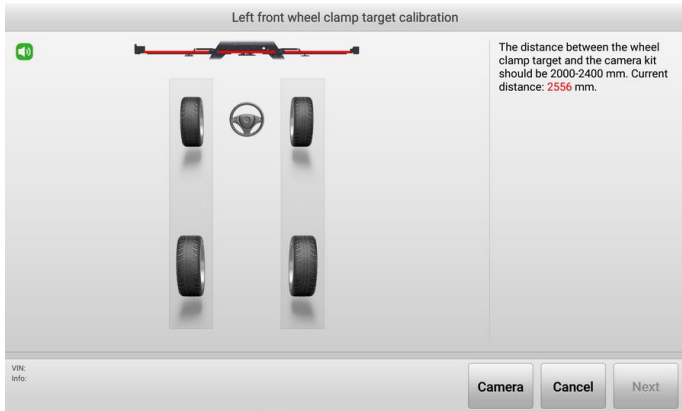 Left front wheel clamp target calibration
The distance between the wheel
clamp target and the camera kit
should be 2000-2400 mm. Current
distance: 2556 mm.
VIN:
Info:
Camera
Cancel
Next